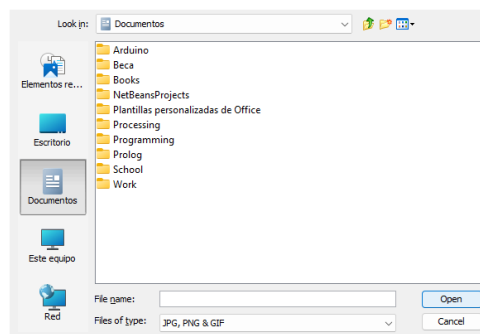 Look in:
Documentos
Elementos re...
Escritorio
Documentos
Este equipo
Red
Arduino
Beca
Books
NetBeansProjects
Plantillas personalizadas de Office
Processing
Programming
Prolog
School
Work
File name:
Open
Files of type:
JPG, PNG & GIF
Cancel